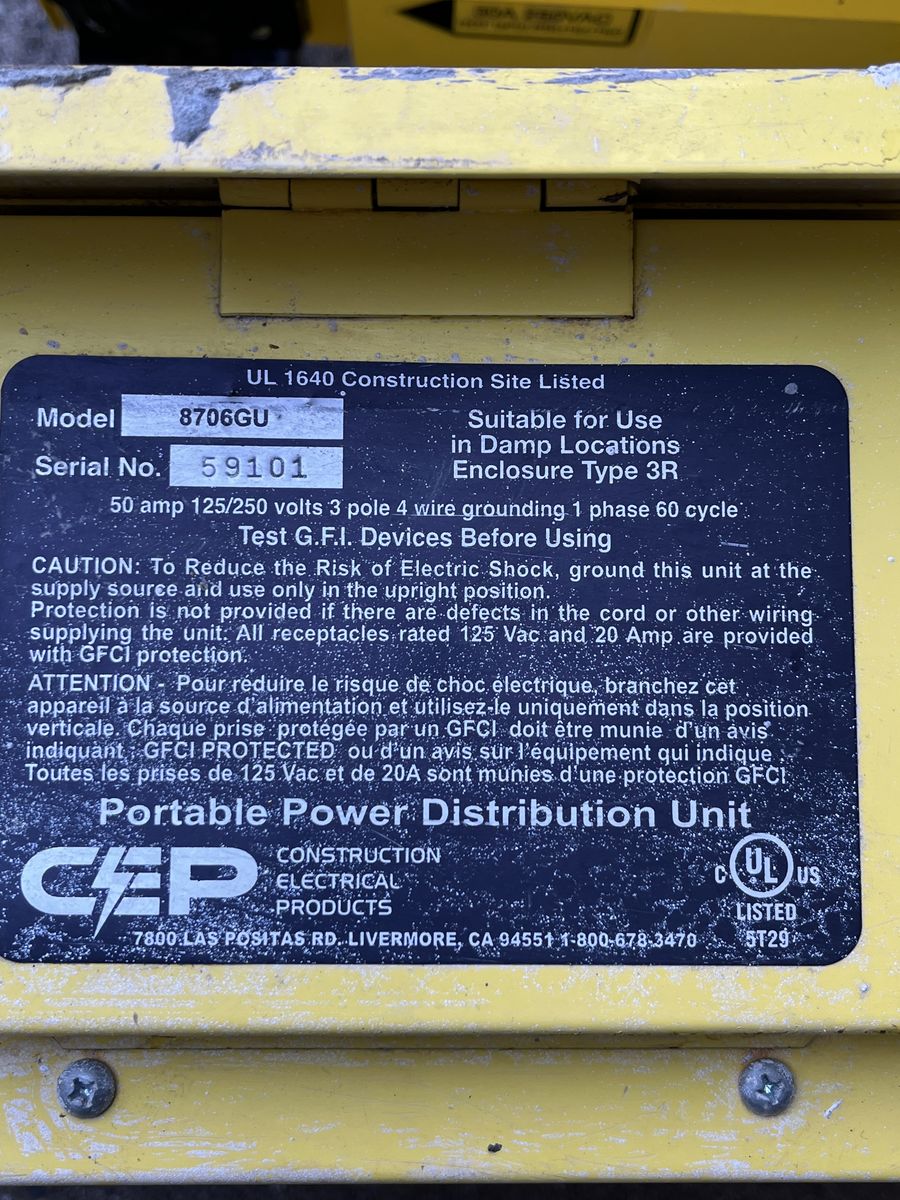 UL 1640 Construction Site Listed
Model 8706GU
Serial No. 59101
Suitable for Use
in Damp Locations
Enclosure Type 3R
50 amp 125/250 volts 3 pole 4 wire grounding 1 phase 60 cycle
Test G.F.I. Devices Before Using
CAUTION: To Reduce the Risk of Electric Shock, ground this unit at the
supply source and use only in the upright position.
Protection is not provided if there are defects in the cord or other wiring
supplying the unit: All receptacles rated 125 Vac and 20 Amp are provided
with GFCI protection.
ATTENTION - Pour réduire le risque de choc électrique, branchez cet
appareil à la source d'alimentation et utilisez-le uniquement dans la position
verticale. Chaque prise protégée par un GFCI doit être munie d'un avis
indiquant : GFCI PROTECTED ou d'un avis sur l'équipement qui indique
Toutes les prises de 125 Vac et de 20A sont munies d'une protection GFCI
Portable Power Distribution Unit
CEP CONSTRUCTION
ELECTRICAL
PRODUCTS
C UL US
LISTED
5T29
7800 LAS POSITAS RD. LIVERMORE, CA 94551 1-800-678-3470